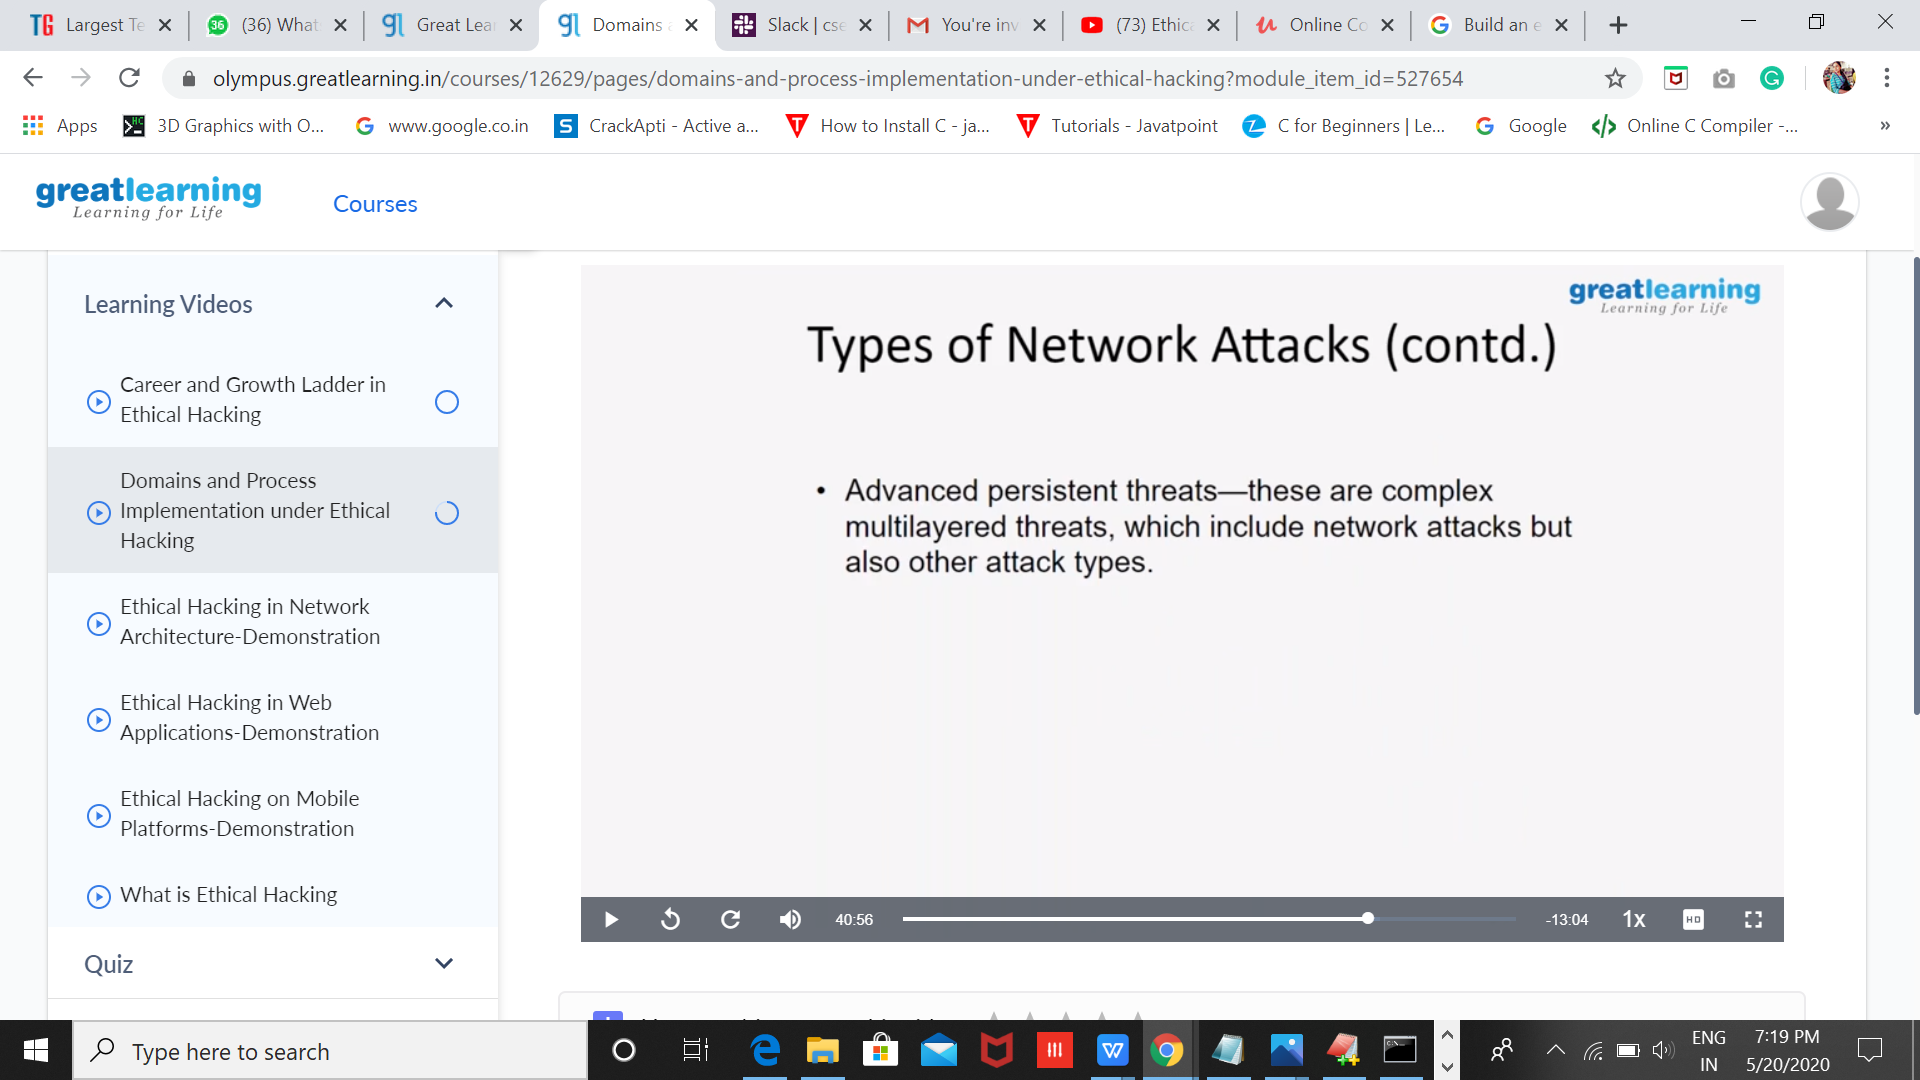 Largest Te
(36) What
Great Lear
Domains a
Slack | cse
You're inv
(73) Ethica
Online Co
Build an e
olympus.greatlearning.in/courses/12629/pages/domains-and-process-implementation-under-ethical-hacking?module_item_id=527654
Apps
3D Graphics with O...
www.google.co.in
CrackApti - Active a...
How to Install C - ja...
Tutorials - Javatpoint
C for Beginners | Le...
Google
Online C Compiler -...
»
greatlearning
Learning for Life
Courses
Learning Videos
Career and Growth Ladder in
Ethical Hacking
Domains and Process
Implementation under Ethical
Hacking
Ethical Hacking in Network
Architecture-Demonstration
Ethical Hacking in Web
Applications-Demonstration
Ethical Hacking on Mobile
Platforms-Demonstration
What is Ethical Hacking
Quiz
greatlearning
Learning for Life
Types of Network Attacks (contd.)
• Advanced persistent threats—these are complex
multilayered threats, which include network attacks but
also other attack types.
40:56
-13:04
1x
HD
Type here to search
ENG
IN
7:19 PM
5/20/2020